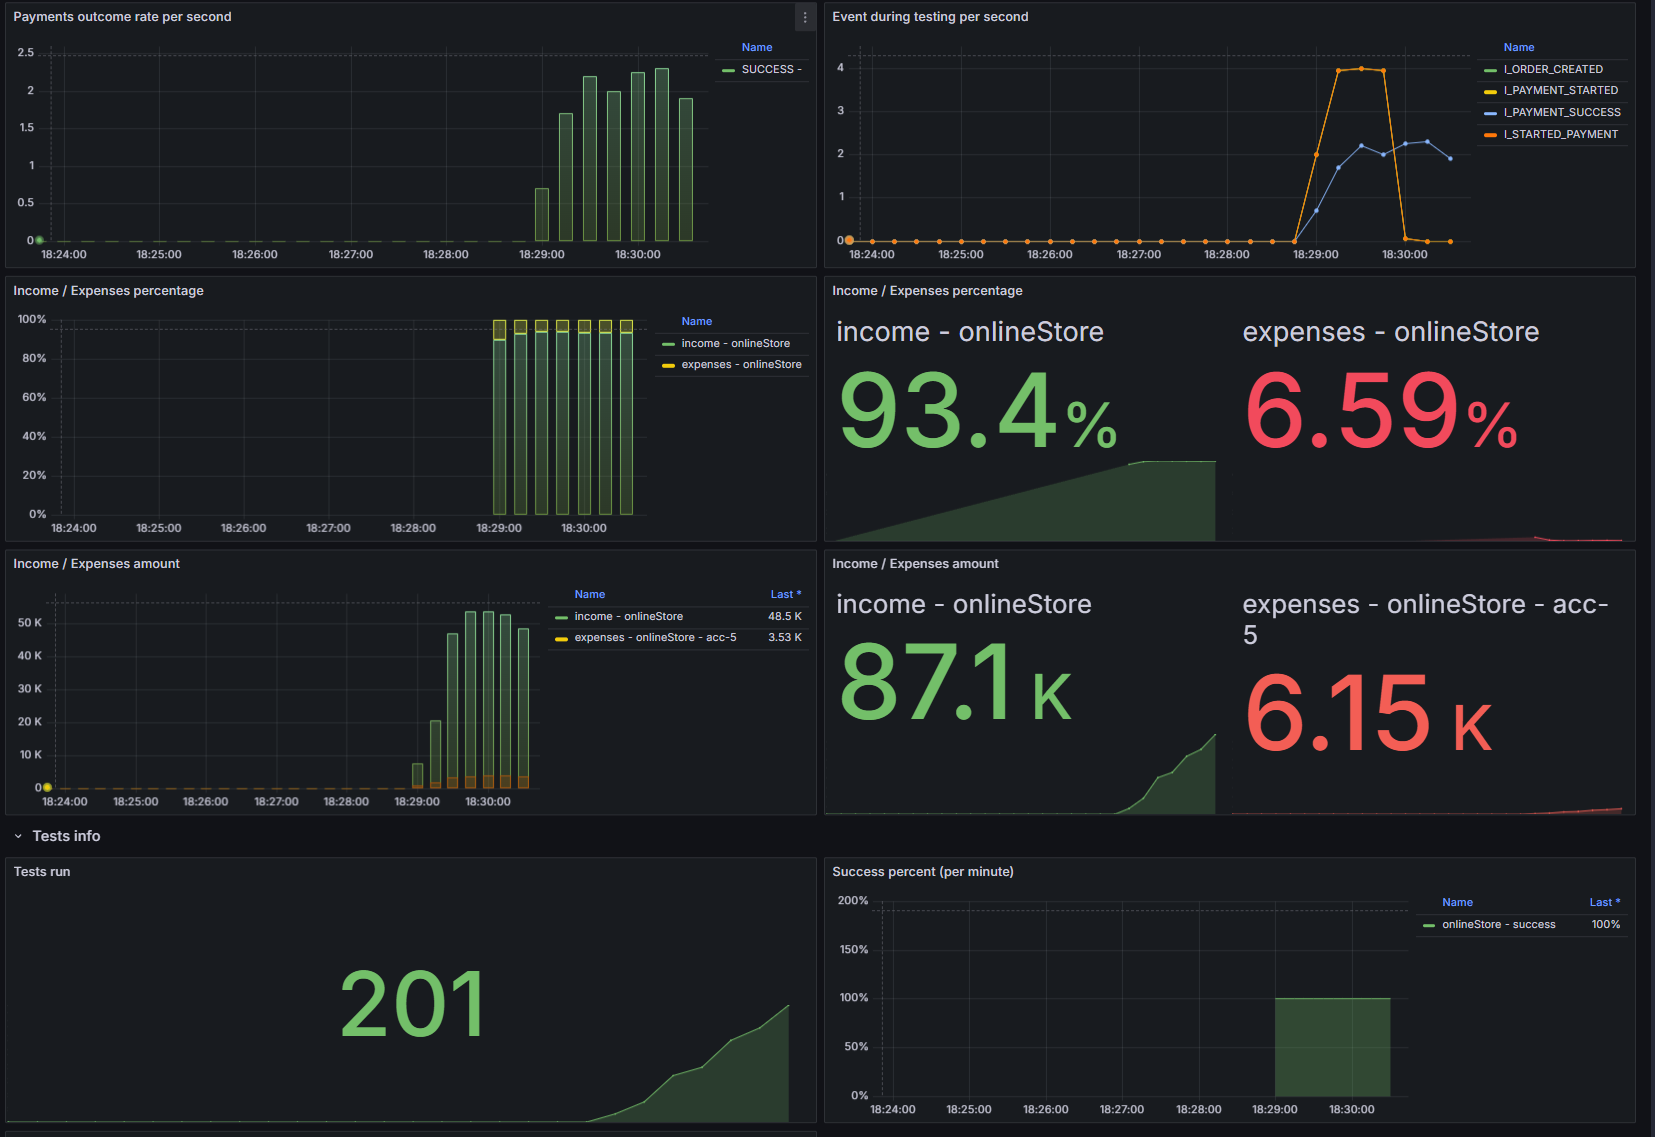 Payments outcome rate per second
2.5
2
1.5
1
0.5
0
18:24:00 18:25:00 18:26:00 18:27:00 18:28:00 18:29:00 18:30:00
Name
SUCCESS -
Event during testing per second
4
3
2
1
0
18:24:00 18:25:00 18:26:00 18:27:00 18:28:00 18:29:00 18:30:00
Name
I_ORDER_CREATED
I_PAYMENT_STARTED
I_PAYMENT_SUCCESS
I_STARTED_PAYMENT
Income / Expenses percentage
100%
80%
60%
40%
20%
0%
18:24:00 18:25:00 18:26:00 18:27:00 18:28:00 18:29:00 18:30:00
Name
income - onlineStore
expenses - onlineStore
Income / Expenses percentage
income - onlineStore
93.4%
expenses - onlineStore
6.59%
Income / Expenses amount
50 K
40 K
30 K
20 K
10 K
0
18:24:00 18:25:00 18:26:00 18:27:00 18:28:00 18:29:00 18:30:00
Name Last *
income - onlineStore 48.5 K
expenses - onlineStore - acc-5 3.53 K
Income / Expenses amount
income - onlineStore
87.1 K
expenses - onlineStore - acc-
5
6.15 K
Tests info
Tests run
201
Success percent (per minute)
200%
150%
100%
50%
0%
18:24:00 18:25:00 18:26:00 18:27:00 18:28:00 18:29:00 18:30:00
Name Last *
onlineStore - success 100%